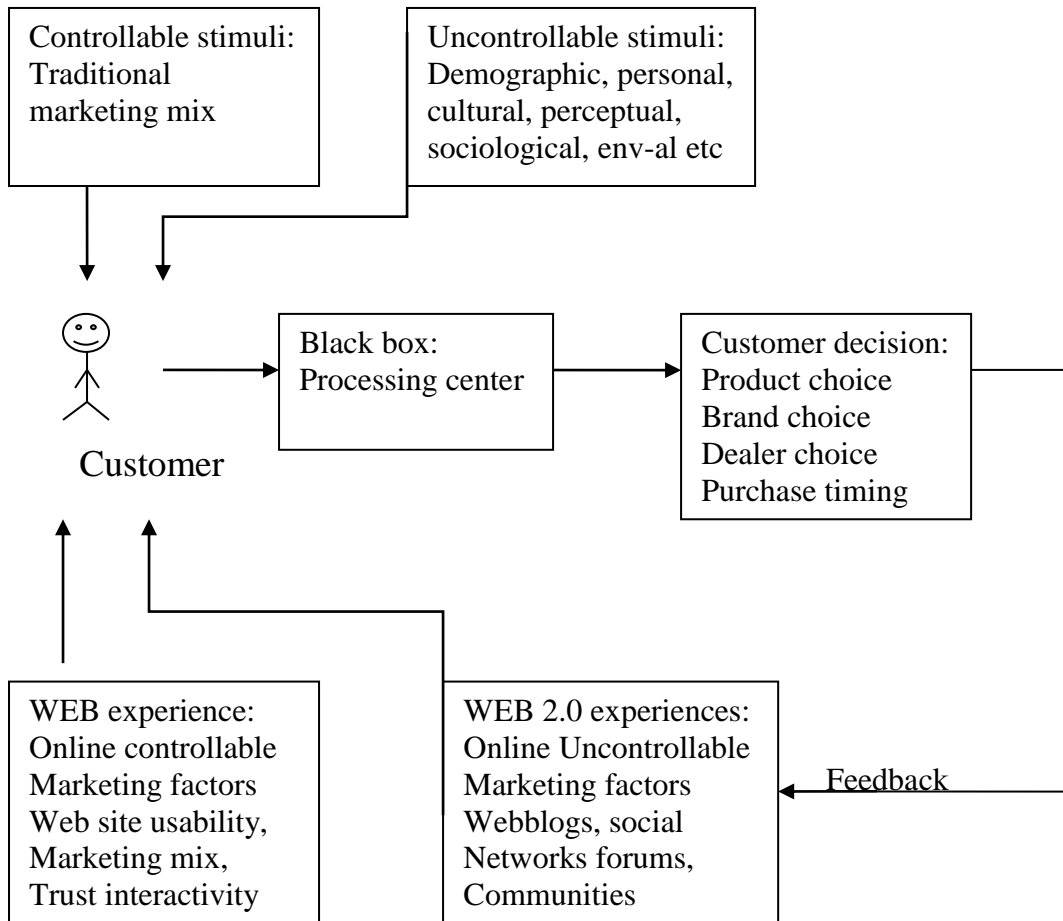 Controllable stimuli:
Traditional
marketing mix
Uncontrollable stimuli:
Demographic, personal,
cultural, perceptual,
sociological, env-al etc
Customer
Black box:
Processing center
Customer decision:
Product choice
Brand choice
Dealer choice
Purchase timing
WEB experience:
Online controllable
Marketing factors
Web site usability,
Marketing mix,
Trust interactivity
WEB 2.0 experiences:
Online Uncontrollable
Marketing factors
Webblogs, social
Networks forums,
Communities
Feedback